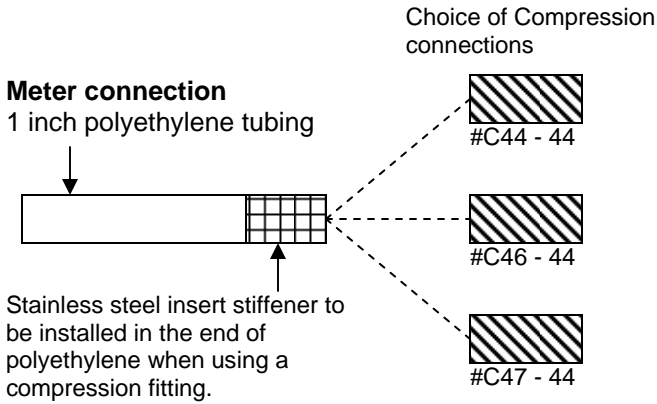 Choice of Compression
connections
Meter connection
1 inch polyethylene tubing
#C44 - 44
#C46 - 44
Stainless steel insert stiffener to
be installed in the end of
polyethylene when using a
compression fitting.
#C47 - 44